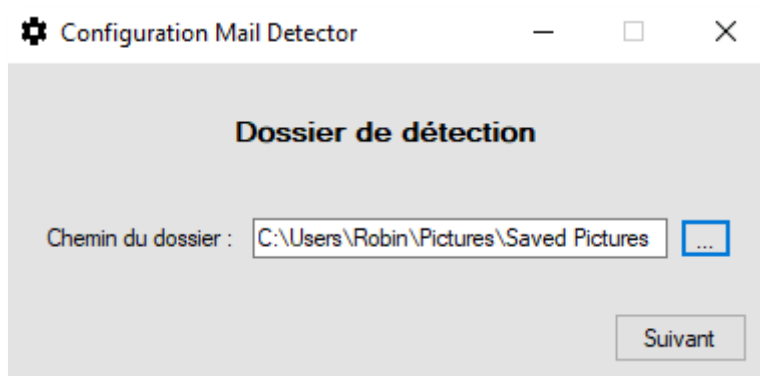 Configuration Mail Detector
Dossier de détection
Chemin du dossier : C:\Users\Robin\Pictures\Saved Pictures ...
Suivant